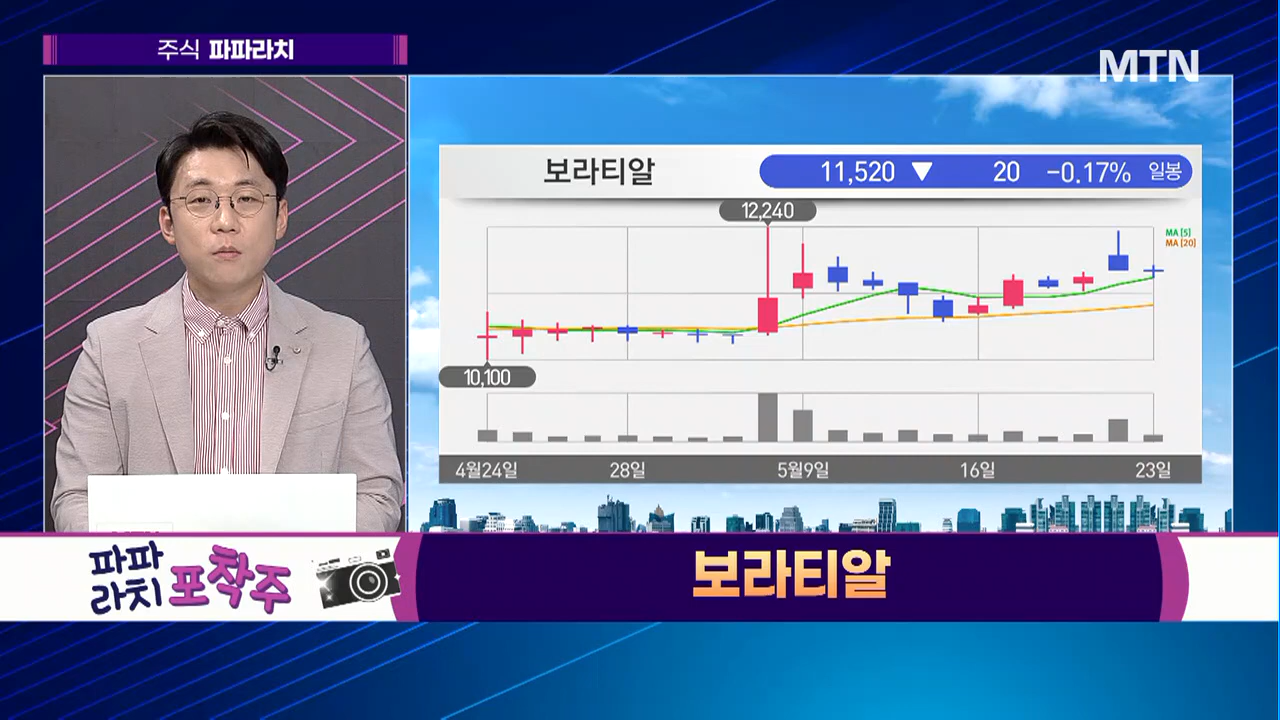 주식 파파라치
MTN
보라티알
11,520 ▼ 20 -0.17% 일봉
12,240
MA [5]
MA [20]
10,100
4월24일 28일 5월9일 16일 23일
파파
라치 포착주
보라티알